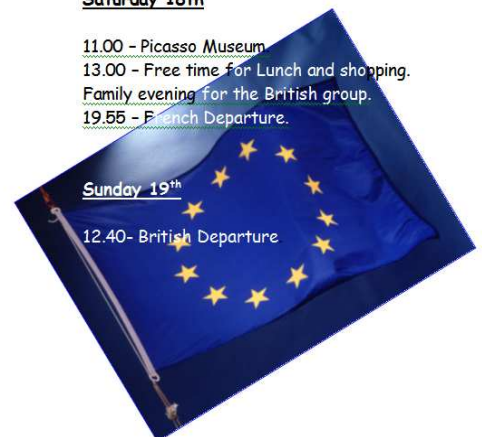 Saturday 18th
11.00 – Picasso Museum.
13.00 – Free time for Lunch and shopping.
Family evening for the British group.
19.55 – French Departure.
Sunday 19th
12.40- British Departure.